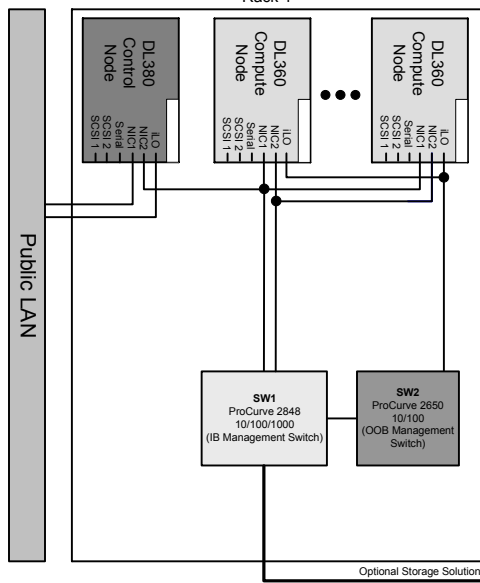 DL380
Control
Node
SCSI 1
SCSI 2
Serial
NIC1
NIC2
iLO
DL360
Compute
Node
SCSI 1
SCSI 2
Serial
NIC1
NIC2
iLO
DL360
Compute
Node
SCSI 1
SCSI 2
Serial
NIC1
NIC2
iLO
Public LAN
SW1
ProCurve 2848
10/100/1000
(IB Management Switch)
SW2
ProCurve 2650
10/100
(OOB Management
Switch)
Optional Storage Solution